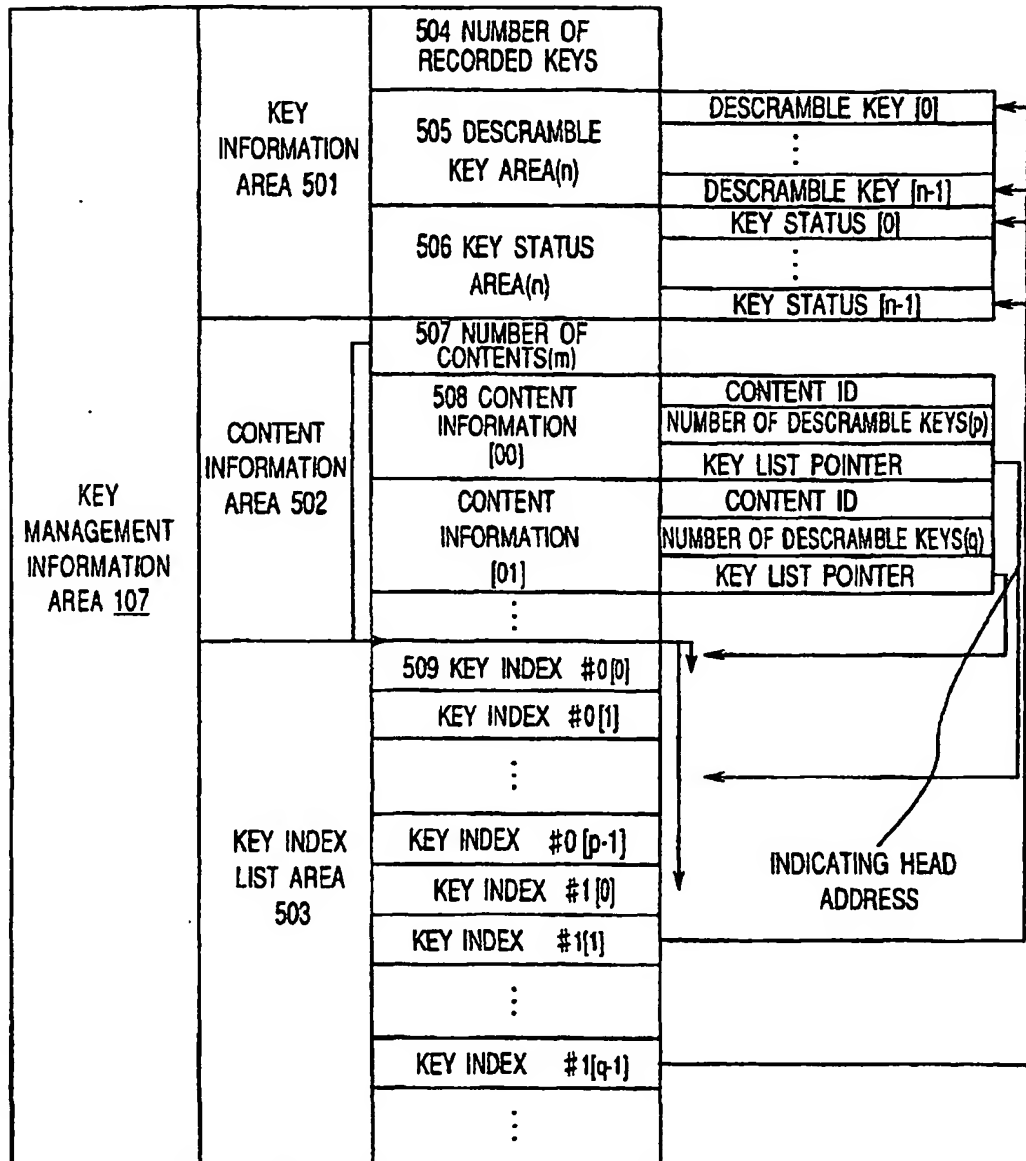 KEY
MANAGEMENT
INFORMATION
AREA 107
KEY
INFORMATION
AREA 501
504 NUMBER OF
RECORDED KEYS
505 DESCRAMBLE
KEY AREA(n)
DESCRAMBLE KEY [0]
⋮
DESCRAMBLE KEY [n-1]
506 KEY STATUS
AREA(n)
KEY STATUS [0]
⋮
KEY STATUS [n-1]
CONTENT
INFORMATION
AREA 502
507 NUMBER OF
CONTENTS(m)
508 CONTENT
INFORMATION
[00]
CONTENT ID
NUMBER OF DESCRAMBLE KEYS(p)
KEY LIST POINTER
CONTENT
INFORMATION
[01]
CONTENT ID
NUMBER OF DESCRAMBLE KEYS(q)
KEY LIST POINTER
⋮
KEY INDEX
LIST AREA
503
509 KEY INDEX #0[0]
KEY INDEX #0[1]
⋮
KEY INDEX #0[p-1]
KEY INDEX #1[0]
KEY INDEX #1[1]
⋮
KEY INDEX #1[q-1]
⋮
INDICATING HEAD
ADDRESS